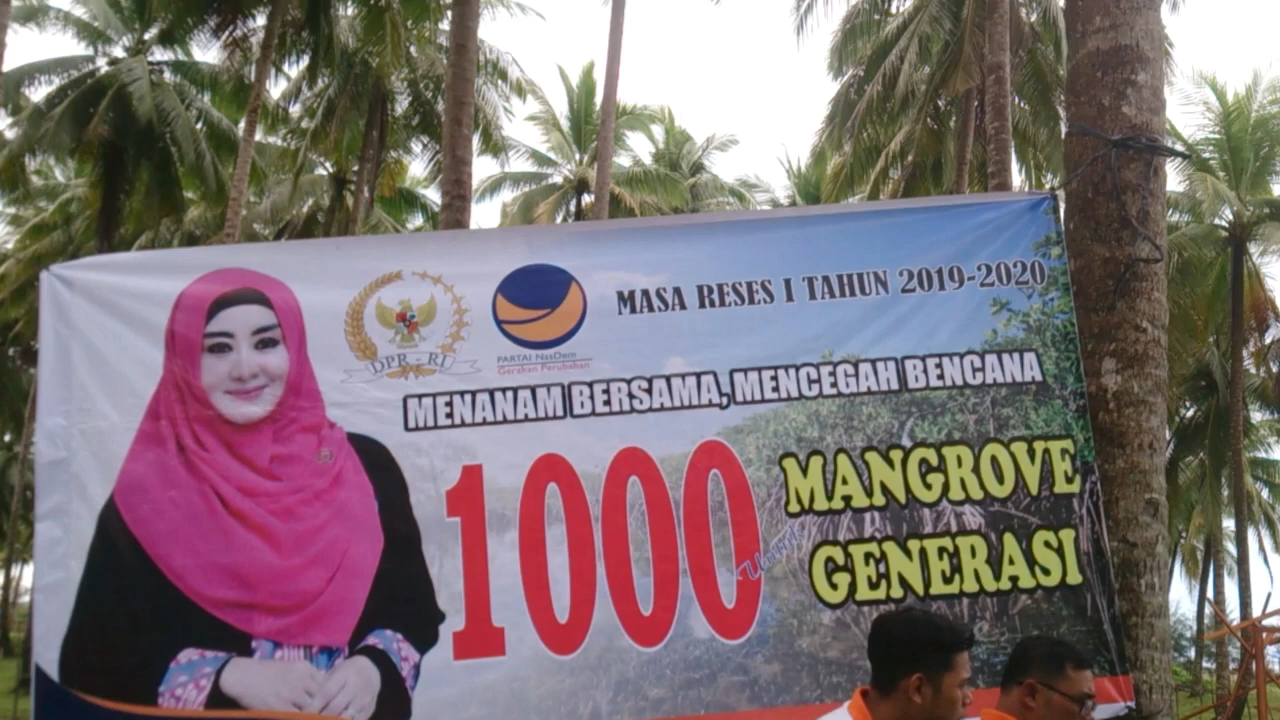 DPR - RI
PARTAI NasDem
Gerakan Perubahan
MASA RESES I TAHUN 2019-2020
MENANAM BERSAMA, MENCEGAH BENCANA
1000 MANGROVE
Untuk GENERASI